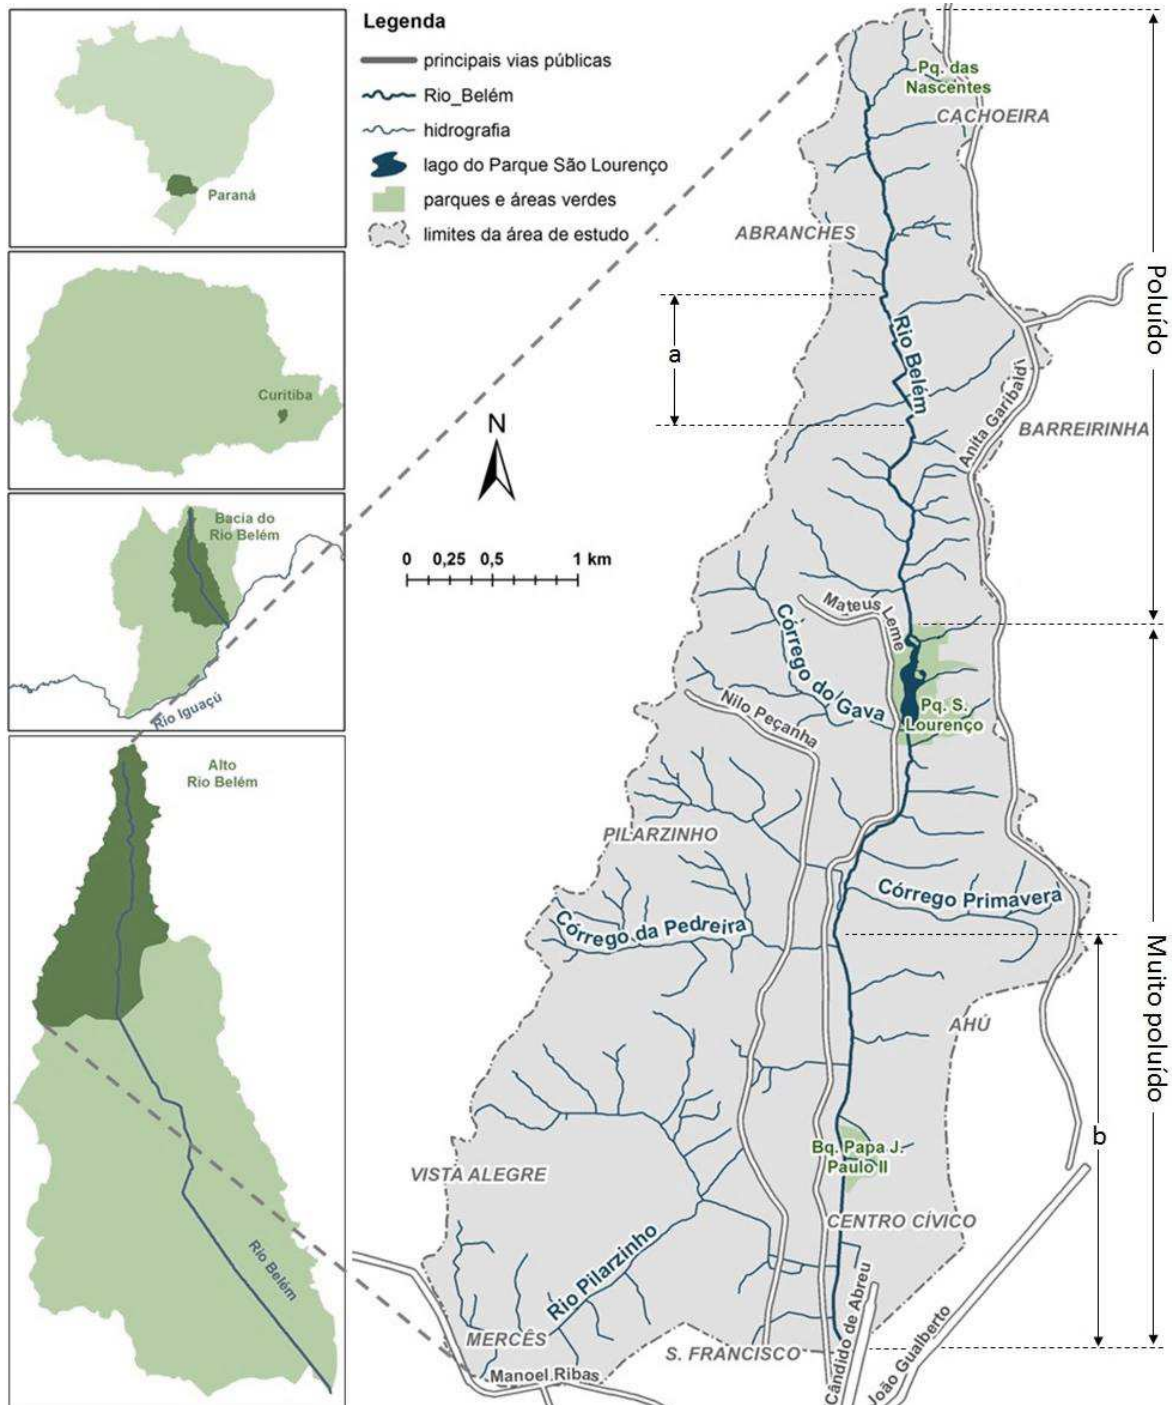 Paraná
Curitiba
Bacia do
Rio Belém
Rio Iguaçú
Alto
Rio Belém
Rio Belém
Legenda
principais vias públicas
Rio_Belém
hidrografia
lago do Parque São Lourenço
parques e áreas verdes
limites da área de estudo
N
0 0,25 0,5 1 km
Pq. das
Nascentes
CACHOEIRA
ABRANCHES
a
Rio Belém
Anita Garibaldi
BARREIRINHA
Poluído
Mateus Leme
Córrego do Gava
Nilo Peçanha
Pq. S.
Lourenço
PILARZINHO
Córrego Primavera
Córrego da Pedreira
AHÚ
Muito poluído
b
Bq. Papa J.
Paulo II
VISTA ALEGRE
CENTRO CÍVICO
Rio Pilarzinho
MERCÊS
S. FRANCISCO
Manoel Ribas
Cândido de Abreu
João Gualberto